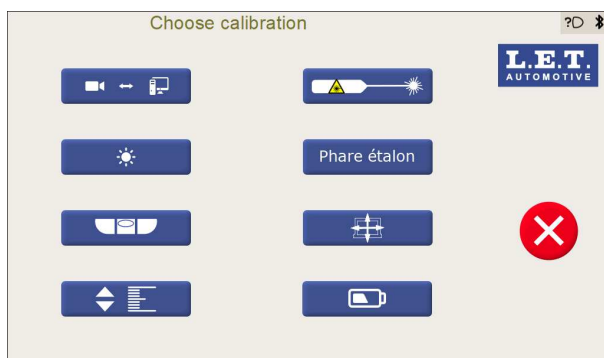 Choose calibration
?
L.E.T.
AUTOMOTIVE
Phare étalon